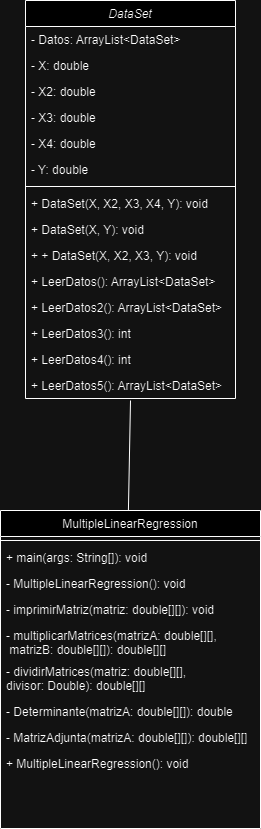 DataSet
- Datos: ArrayList<DataSet>
- X: double
- X2: double
- X3: double
- X4: double
- Y: double
+ DataSet(X, X2, X3, X4, Y): void
+ DataSet(X, Y): void
+ + DataSet(X, X2, X3, Y): void
+ LeerDatos(): ArrayList<DataSet>
+ LeerDatos2(): ArrayList<DataSet>
+ LeerDatos3(): int
+ LeerDatos4(): int
+ LeerDatos5(): ArrayList<DataSet>
MultipleLinearRegression
+ main(args: String[]): void
- MultipleLinearRegression(): void
- imprimirMatriz(matriz: double[][]): void
- multiplicarMatrices(matrizA: double[][],
matrizB: double[][]): double[][]
- dividirMatrices(matriz: double[][],
divisor: Double): double[][]
- Determinante(matrizA: double[][]): double
- MatrizAdjunta(matrizA: double[][]): double[][]
+ MultipleLinearRegression(): void